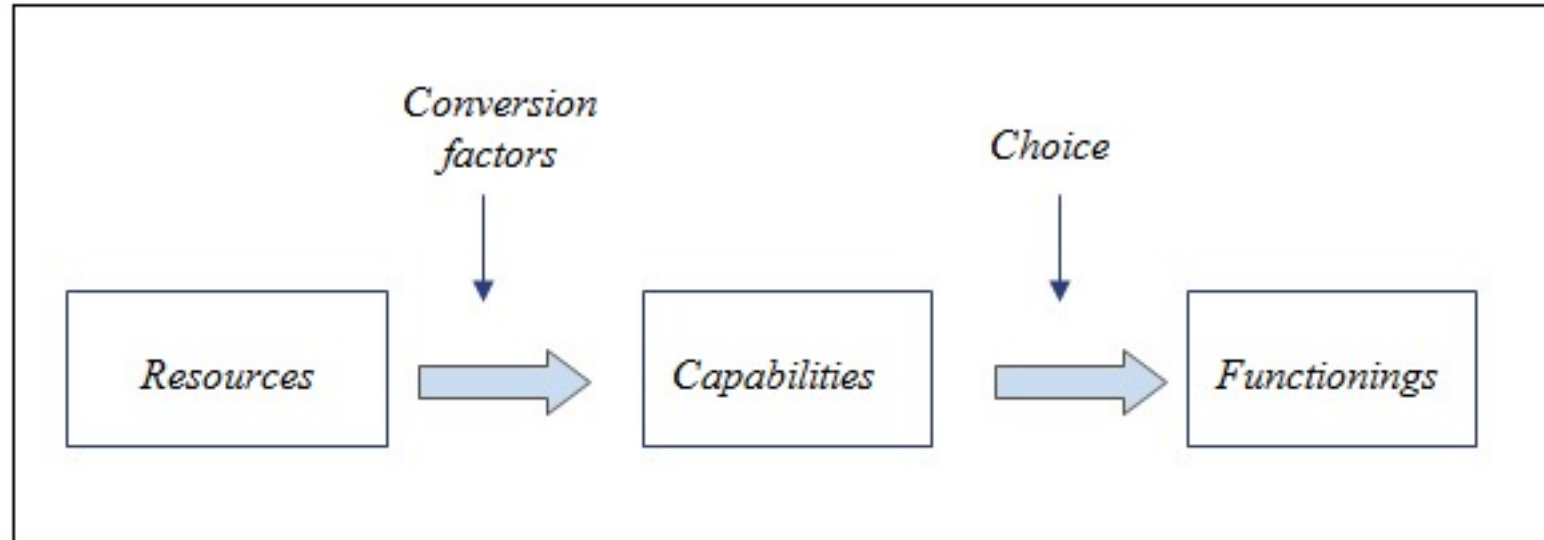 Conversion
factors
Choice
Resources
Capabilities
Functionings